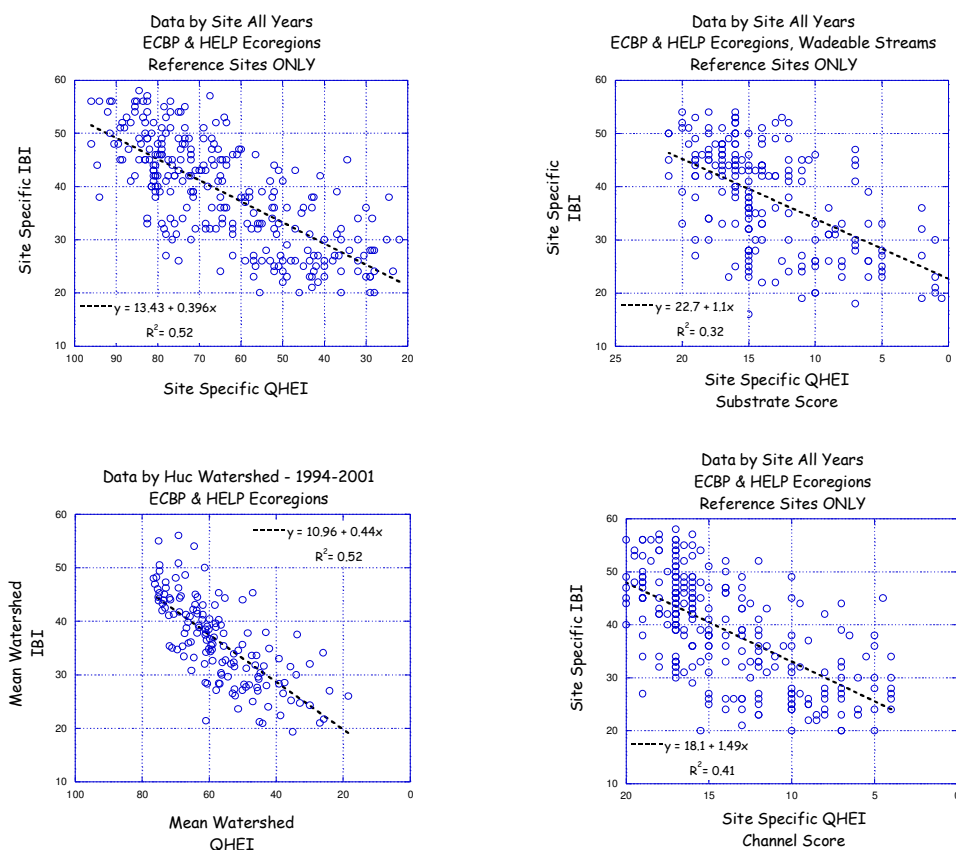 Data by Site All Years
ECBP & HELP Ecoregions
Reference Sites ONLY
60
50
40
30
20
10
Site Specific IBI
y = 13.43 + 0.396x
R2= 0.52
100 90 80 70 60 50 40 30 20
Site Specific QHEI
Data by Site All Years
ECBP & HELP Ecoregions, Wadeable Streams
Reference Sites ONLY
60
50
40
30
20
10
Site Specific
IBI
y = 22.7 + 1.1x
R2= 0.32
25 20 15 10 5 0
Site Specific QHEI
Substrate Score
Data by Huc Watershed - 1994-2001
ECBP & HELP Ecoregions
60
50
40
30
20
10
Mean Watershed
IBI
y = 10.96 + 0.44x
R2= 0.52
100 80 60 40 20 0
Mean Watershed
QHEI
Data by Site All Years
ECBP & HELP Ecoregions
Reference Sites ONLY
60
50
40
30
20
10
Site Specific IBI
y = 18.1 + 1.49x
R2= 0.41
20 15 10 5 0
Site Specific QHEI
Channel Score